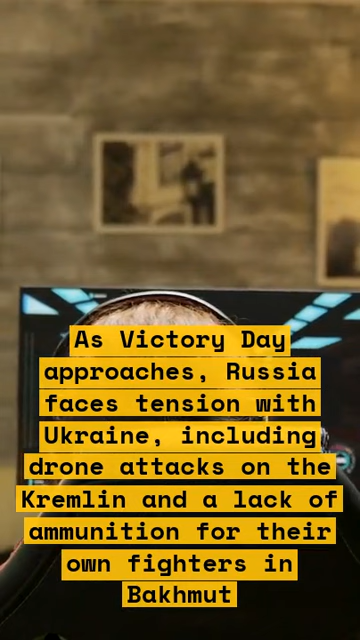 As Victory Day
approaches, Russia
faces tension with
Ukraine, including
drone attacks on the
Kremlin and a lack of
ammunition for their
own fighters in
Bakhmut